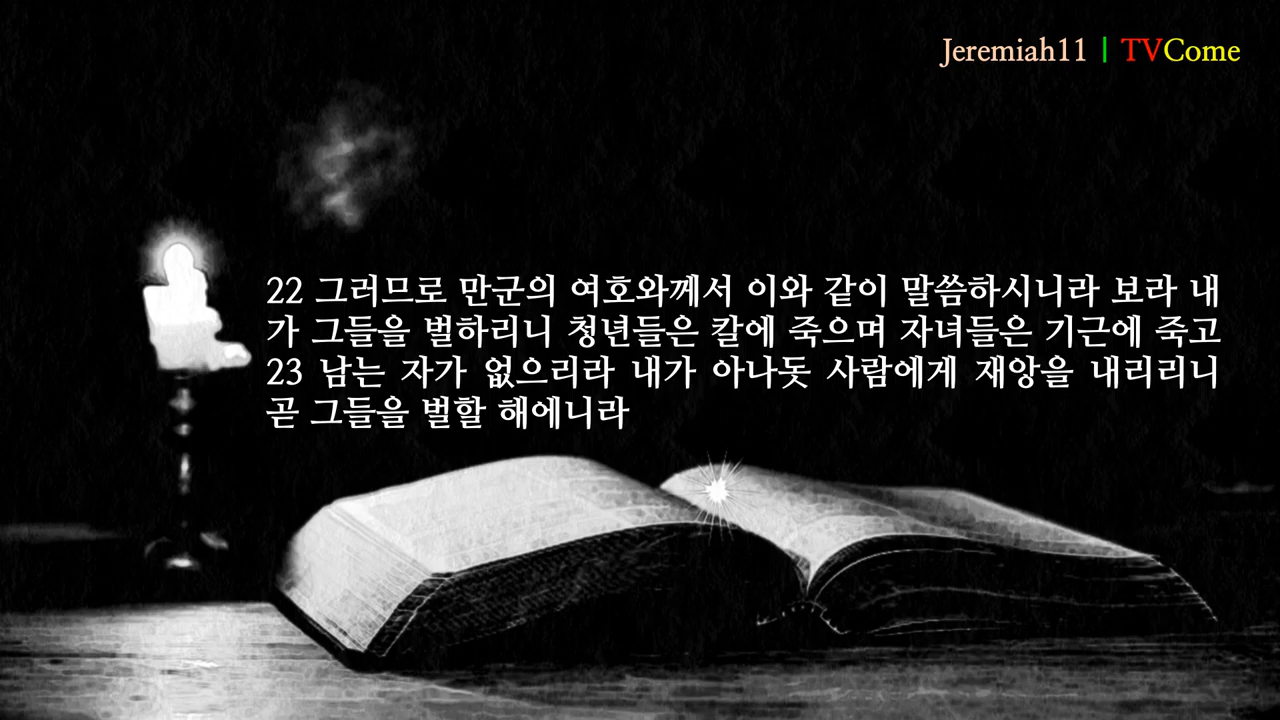 Jeremiah11 | TVCome
22 그러므로 만군의 여호와께서 이와 같이 말씀하시니라 보라 내
가 그들을 벌하리니 청년들은 칼에 죽으며 자녀들은 기근에 죽고
23 남는 자가 없으리라 내가 아나돗 사람에게 재앙을 내리리니
곧 그들을 벌할 해에니라